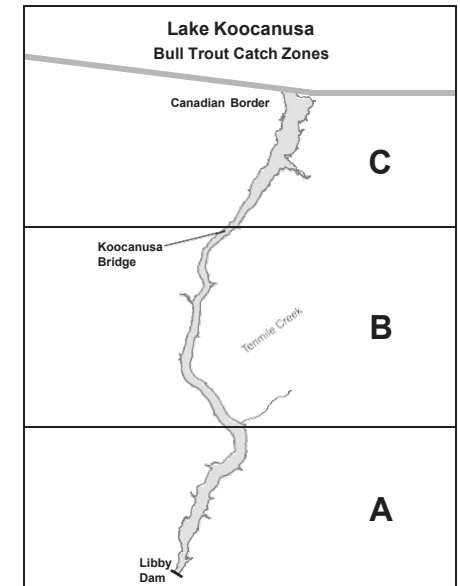 Lake Koocanusa
Bull Trout Catch Zones
Canadian Border
C
Koocanusa
Bridge
Tenmile Creek
B
A
Libby
Dam